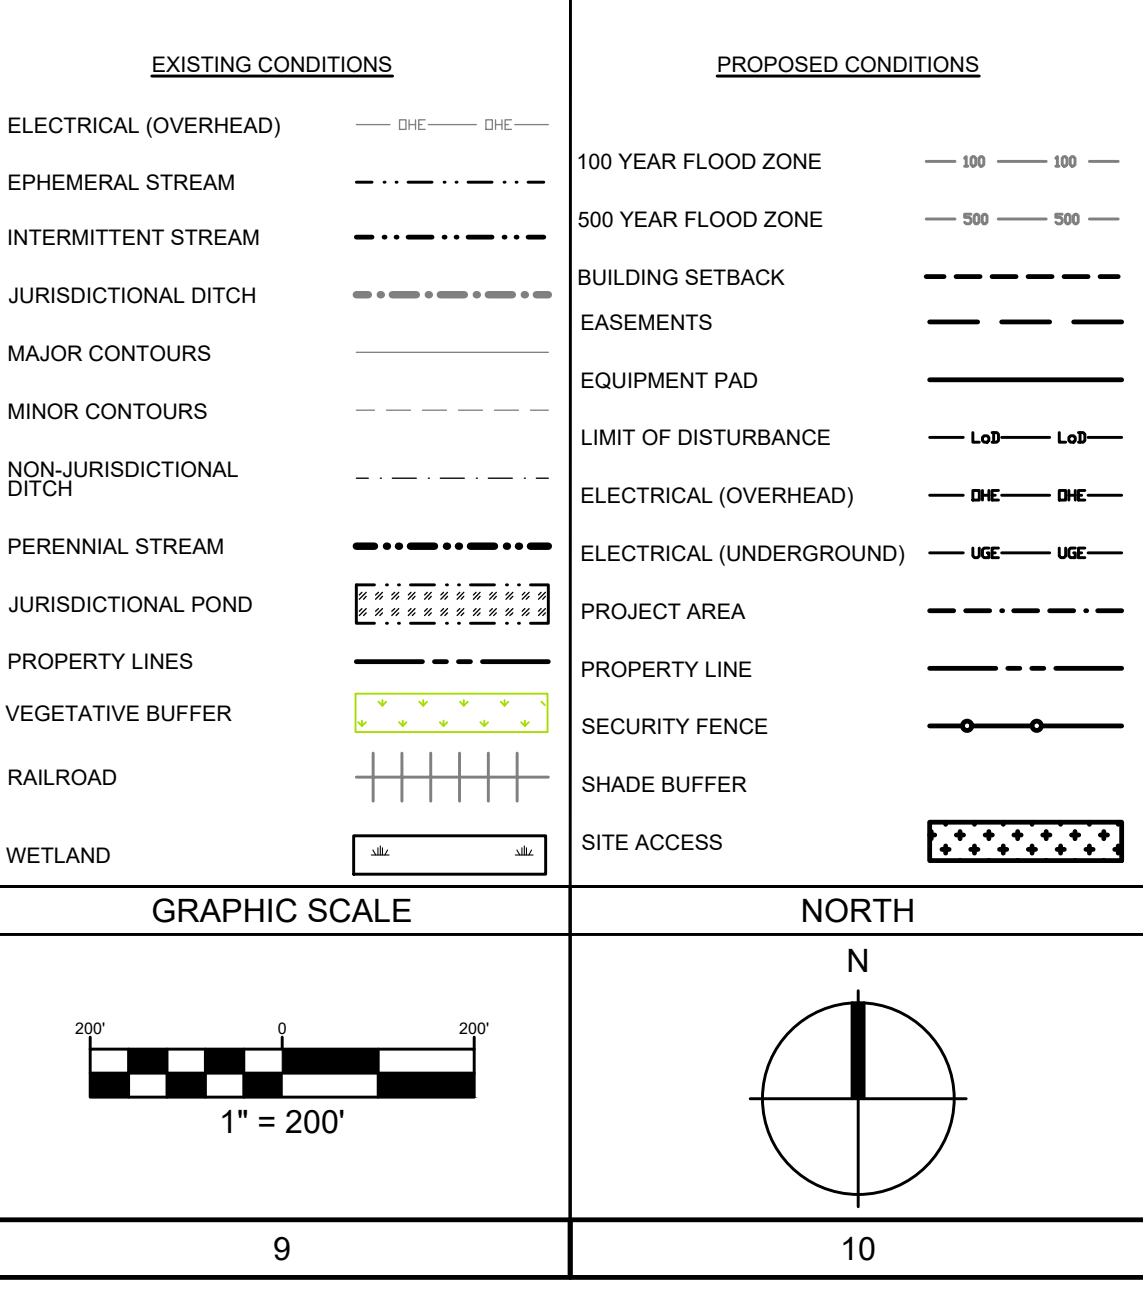 EXISTING CONDITIONS
ELECTRICAL (OVERHEAD)
OHE OHE
EPHEMERAL STREAM
INTERMITTENT STREAM
JURISDICTIONAL DITCH
MAJOR CONTOURS
MINOR CONTOURS
NON-JURISDICTIONAL
DITCH
PERENNIAL STREAM
JURISDICTIONAL POND
PROPERTY LINES
VEGETATIVE BUFFER
RAILROAD
WETLAND
PROPOSED CONDITIONS
100 YEAR FLOOD ZONE
100 100
500 YEAR FLOOD ZONE
500 500
BUILDING SETBACK
EASEMENTS
EQUIPMENT PAD
LIMIT OF DISTURBANCE
LoD LoD
ELECTRICAL (OVERHEAD)
OHE OHE
ELECTRICAL (UNDERGROUND)
UGE UGE
PROJECT AREA
PROPERTY LINE
SECURITY FENCE
SHADE BUFFER
SITE ACCESS
GRAPHIC SCALE
200' 0 200'
1" = 200'
NORTH
N
9
10